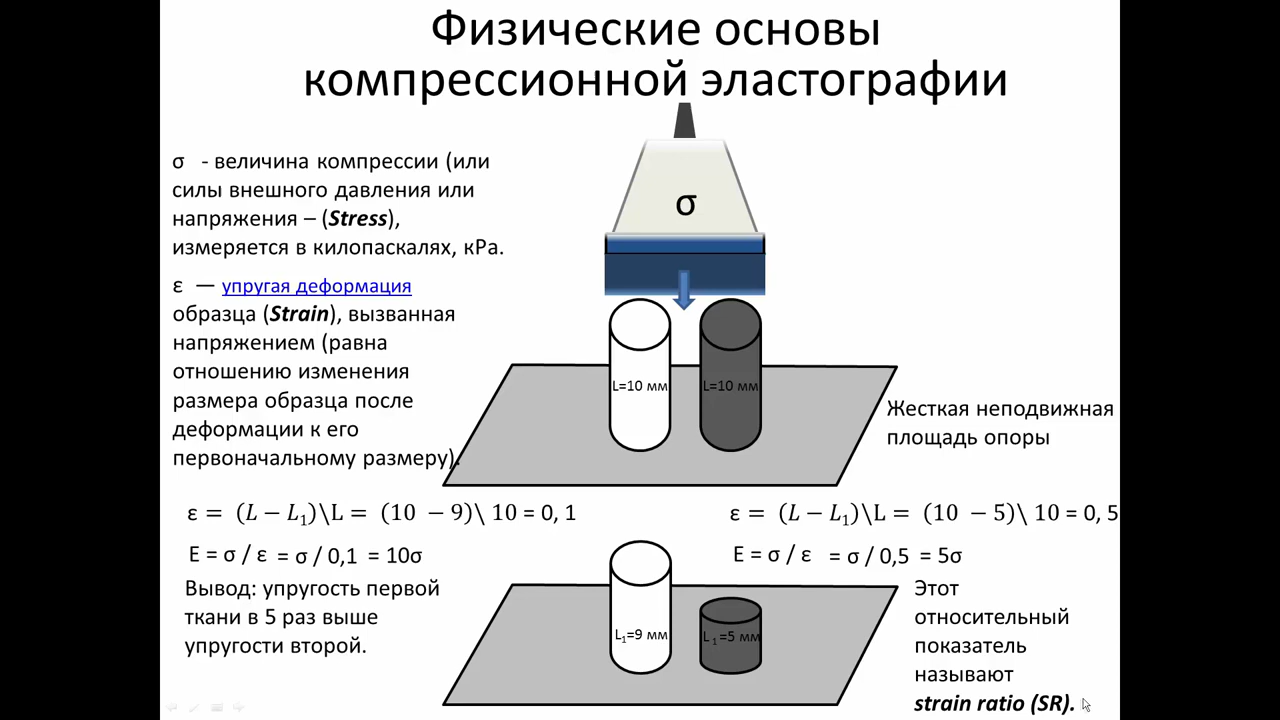 Физические основы
компрессионной эластографии
σ - величина компрессии (или
силы внешного давления или
напряжения – (Stress),
измеряется в килопаскалях, кРа.
ε — упругая деформация
образца (Strain), вызванная
напряжением (равна
отношению изменения
размера образца после
деформации к его
первоначальному размеру).
σ
L=10 мм
L=10 мм
Жесткая неподвижная
площадь опоры
ε = (L − L₁)\L = (10 − 9)\ 10 = 0, 1
ε = (L − L₁)\L = (10 − 5)\ 10 = 0, 5
E = σ / ε = σ / 0,1 = 10σ
E = σ / ε = σ / 0,5 = 5σ
Вывод: упругость первой
ткани в 5 раз выше
упругости второй.
L₁=9 мм
L₁=5 мм
Этот
относительный
показатель
называют
strain ratio (SR).